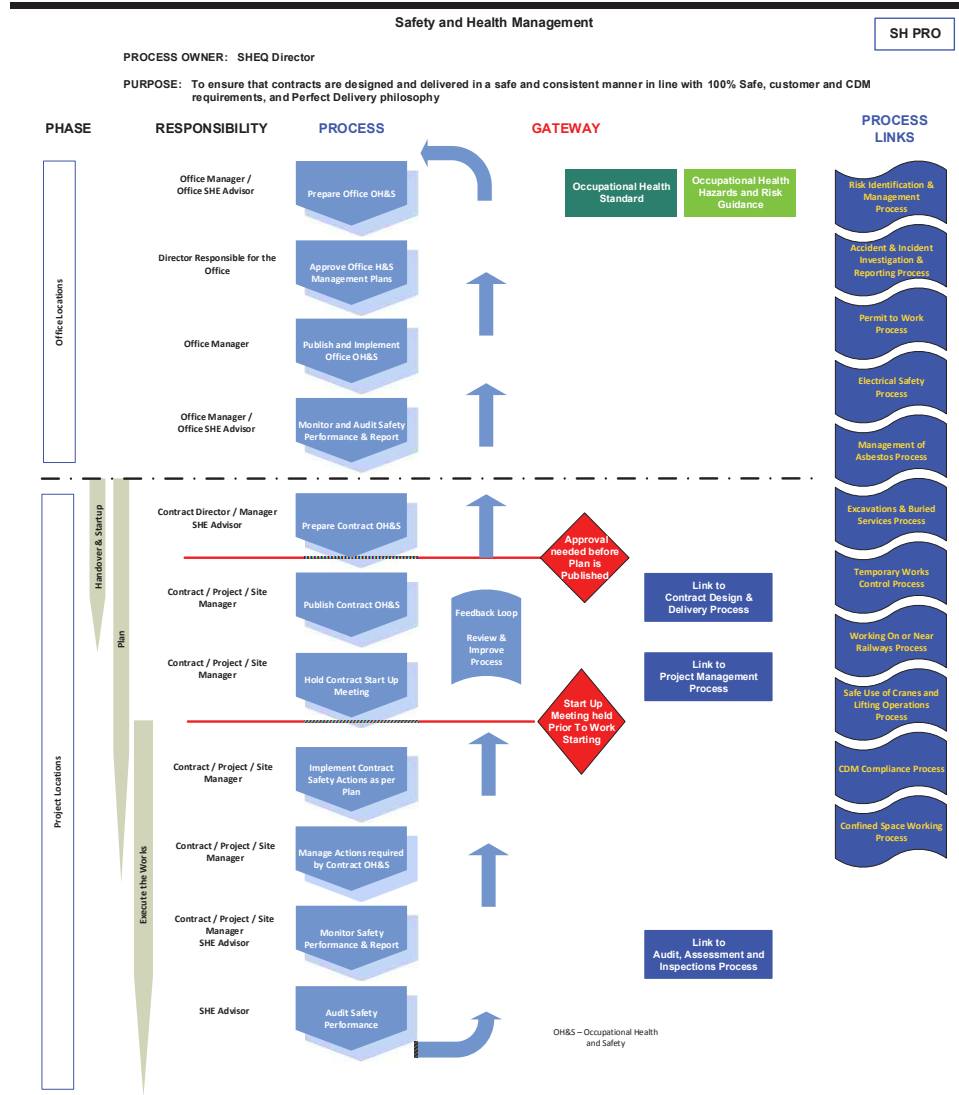 Safety and Health Management
SH PRO
PROCESS OWNER: SHEQ Director
PURPOSE: To ensure that contracts are designed and delivered in a safe and consistent manner in line with 100% Safe, customer and CDM
requirements, and Perfect Delivery philosophy
PHASE
RESPONSIBILITY
PROCESS
GATEWAY
PROCESS
LINKS
Office Locations
Office Manager /
Office SHE Advisor
Prepare Office OH&S
Occupational Health
Standard
Occupational Health
Hazards and Risk
Guidance
Director Responsible for the
Office
Approve Office H&S
Management Plans
Office Manager
Publish and Implement
Office OH&S
Office Manager /
Office SHE Advisor
Monitor and Audit Safety
Performance & Report
Project Locations
Handover & Startup
Plan
Execute the Works
Contract Director / Manager
SHE Advisor
Prepare Contract OH&S
Approval
needed before
Plan is
Published
Contract / Project / Site
Manager
Publish Contract OH&S
Feedback Loop
Review &
Improve
Process
Link to
Contract Design &
Delivery Process
Contract / Project / Site
Manager
Hold Contract Start Up
Meeting
Link to
Project Management
Process
Start Up
Meeting held
Prior To Work
Starting
Contract / Project / Site
Manager
Implement Contract
Safety Actions as per
Plan
Contract / Project / Site
Manager
Manage Actions required
by Contract OH&S
Contract / Project / Site
Manager
SHE Advisor
Monitor Safety
Performance & Report
Link to
Audit, Assessment and
Inspections Process
SHE Advisor
Audit Safety
Performance
OH&S – Occupational Health
and Safety
Risk Identification &
Management
Process
Accident & Incident
Investigation &
Reporting Process
Permit to Work
Process
Electrical Safety
Process
Management of
Asbestos Process
Excavations & Buried
Services Process
Temporary Works
Control Process
Working On or Near
Railways Process
Safe Use of Cranes and
Lifting Operations
Process
CDM Compliance Process
Confined Space Working
Process